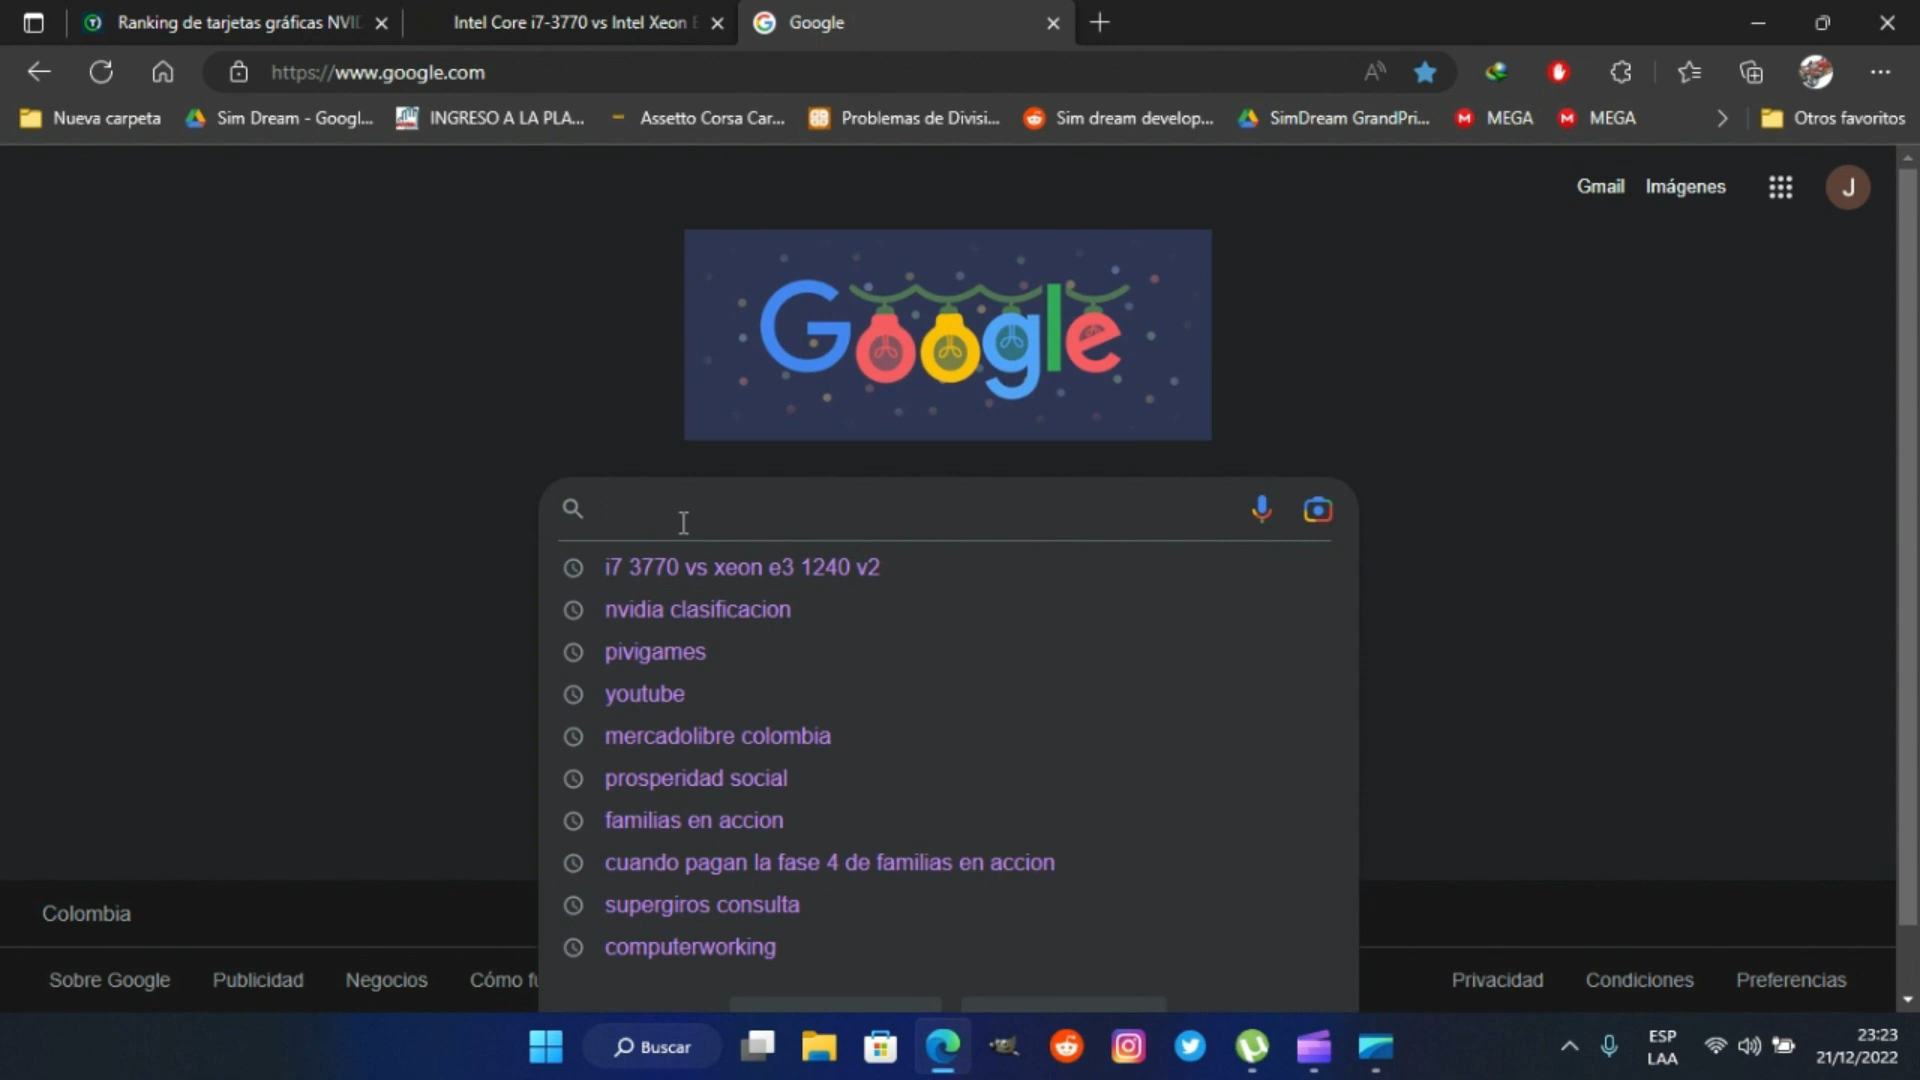 Ranking de tarjetas gráficas NVI
Intel Core i7-3770 vs Intel Xeon E
Google
https://www.google.com
Nueva carpeta
Sim Dream - Googl...
INGRESO A LA PLA...
Assetto Corsa Car...
Problemas de Divisi...
Sim dream develop...
SimDream GrandPri...
MEGA
MEGA
Otros favoritos
Gmail
Imágenes
J
Google
i7 3770 vs xeon e3 1240 v2
nvidia clasificacion
pivigames
youtube
mercadolibre colombia
prosperidad social
familias en accion
cuando pagan la fase 4 de familias en accion
supergiros consulta
computerworking
Colombia
Sobre Google
Publicidad
Negocios
Cómo fu
Privacidad
Condiciones
Preferencias
Buscar
ESP
LAA
23:23
21/12/2022